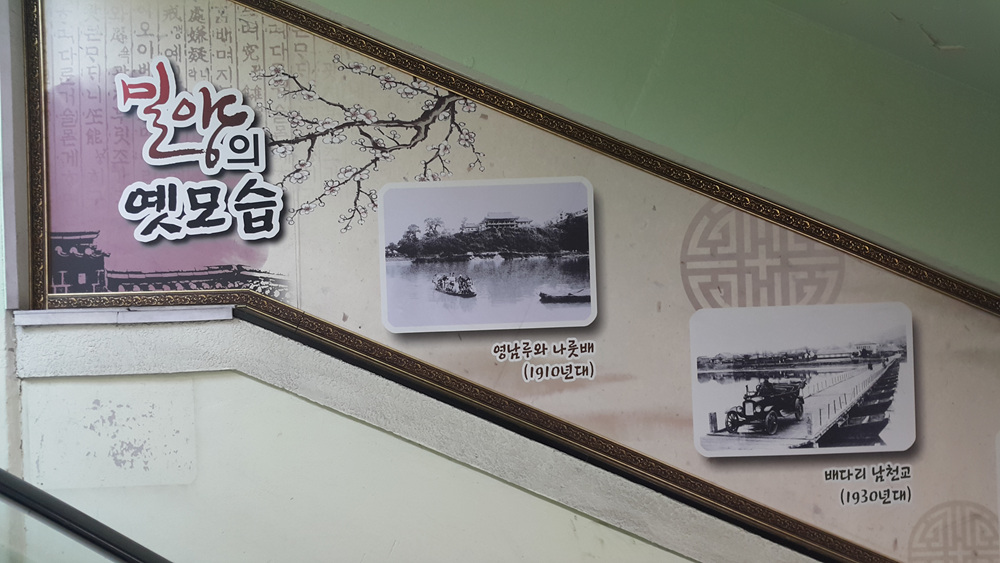 밀양의
옛모습
영남루와 나룻배
(1910년대)
배다리 남천교
(1930년대)